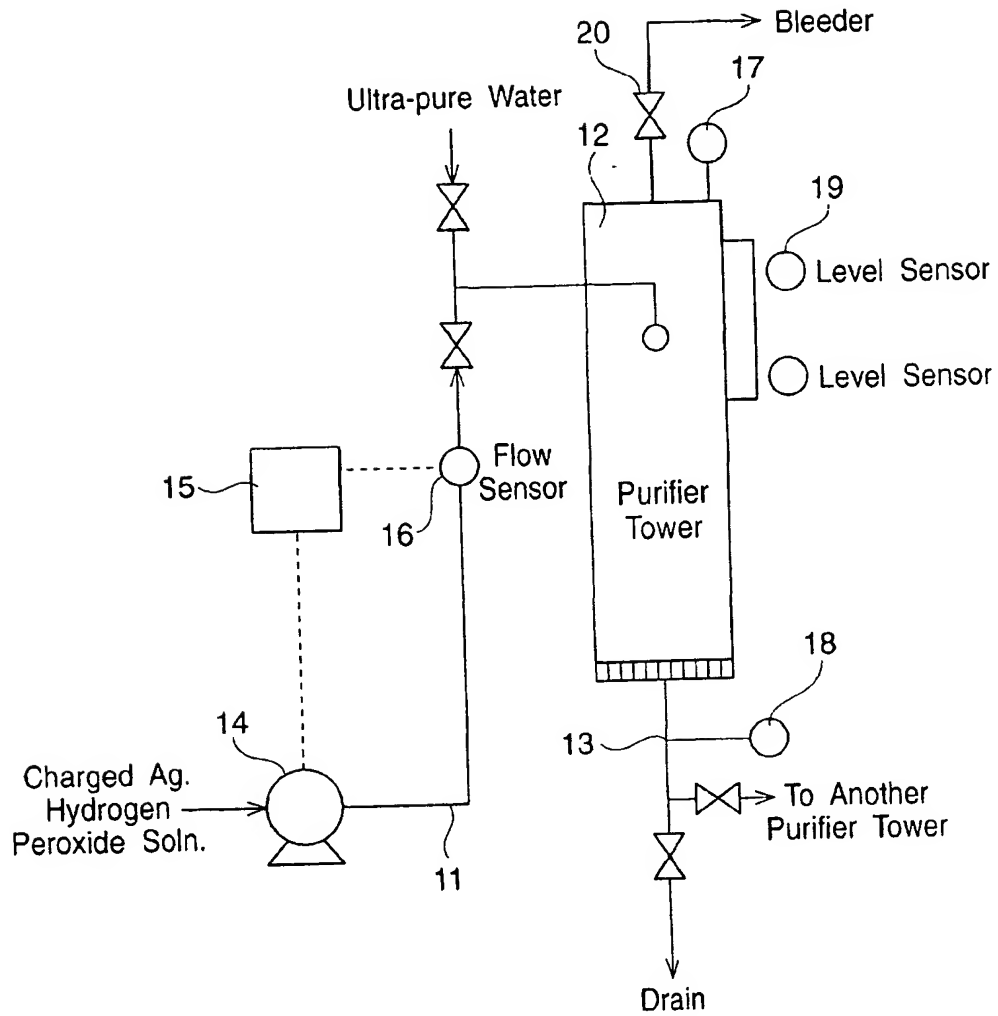 Bleeder
20
17
Ultra-pure Water
12
19
Level Sensor
Level Sensor
Flow
Sensor
15
16
Purifier
Tower
18
14
13
Charged Ag.
Hydrogen
Peroxide Soln.
To Another
Purifier Tower
11
Drain